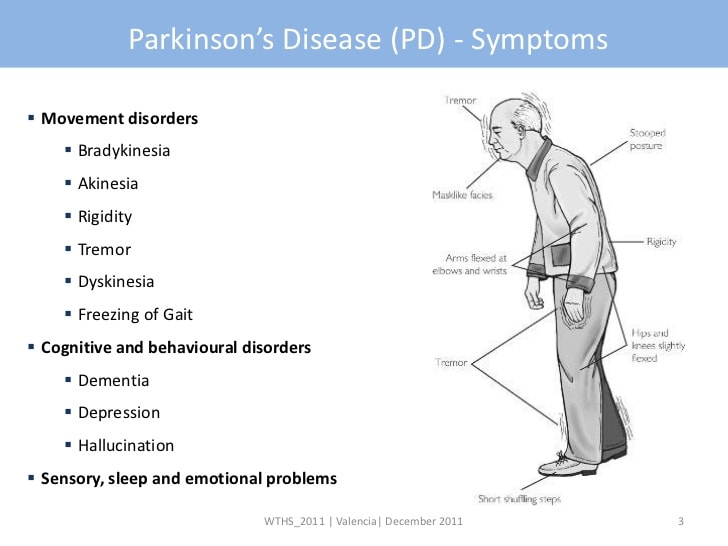 Parkinson’s Disease (PD) - Symptoms
▪ Movement disorders
▪ Bradykinesia
▪ Akinesia
▪ Rigidity
▪ Tremor
▪ Dyskinesia
▪ Freezing of Gait
▪ Cognitive and behavioural disorders
▪ Dementia
▪ Depression
▪ Hallucination
▪ Sensory, sleep and emotional problems
Tremor
Stooped
posture
Masklike facies
Rigidity
Arms flexed at
elbows and wrists
Hips and
knees slightly
flexed
Tremor
Short shuffling steps
WTHS_2011 | Valencia| December 2011
3